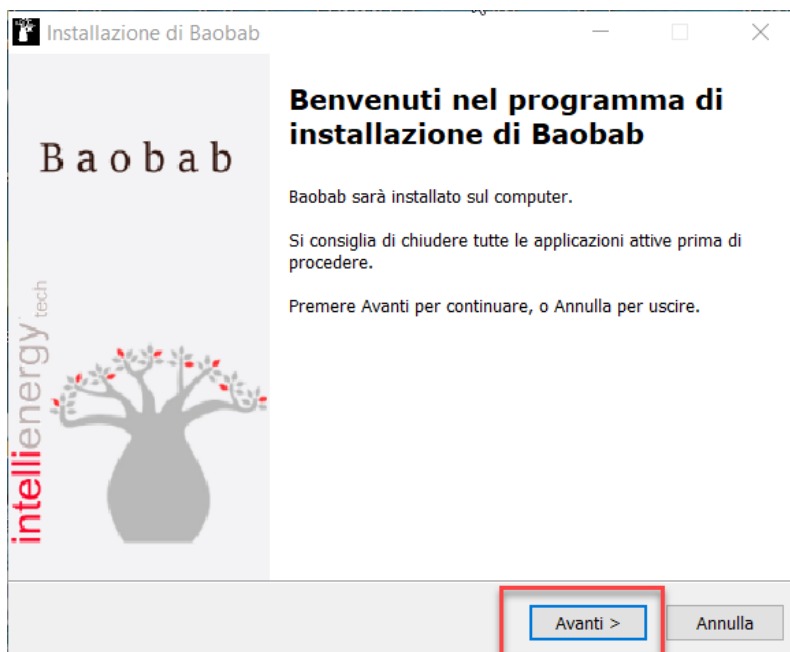 Installazione di Baobab
Baobab
intellienergy tech
Benvenuti nel programma di
installazione di Baobab
Baobab sarà installato sul computer.
Si consiglia di chiudere tutte le applicazioni attive prima di
procedere.
Premere Avanti per continuare, o Annulla per uscire.
Avanti >
Annulla